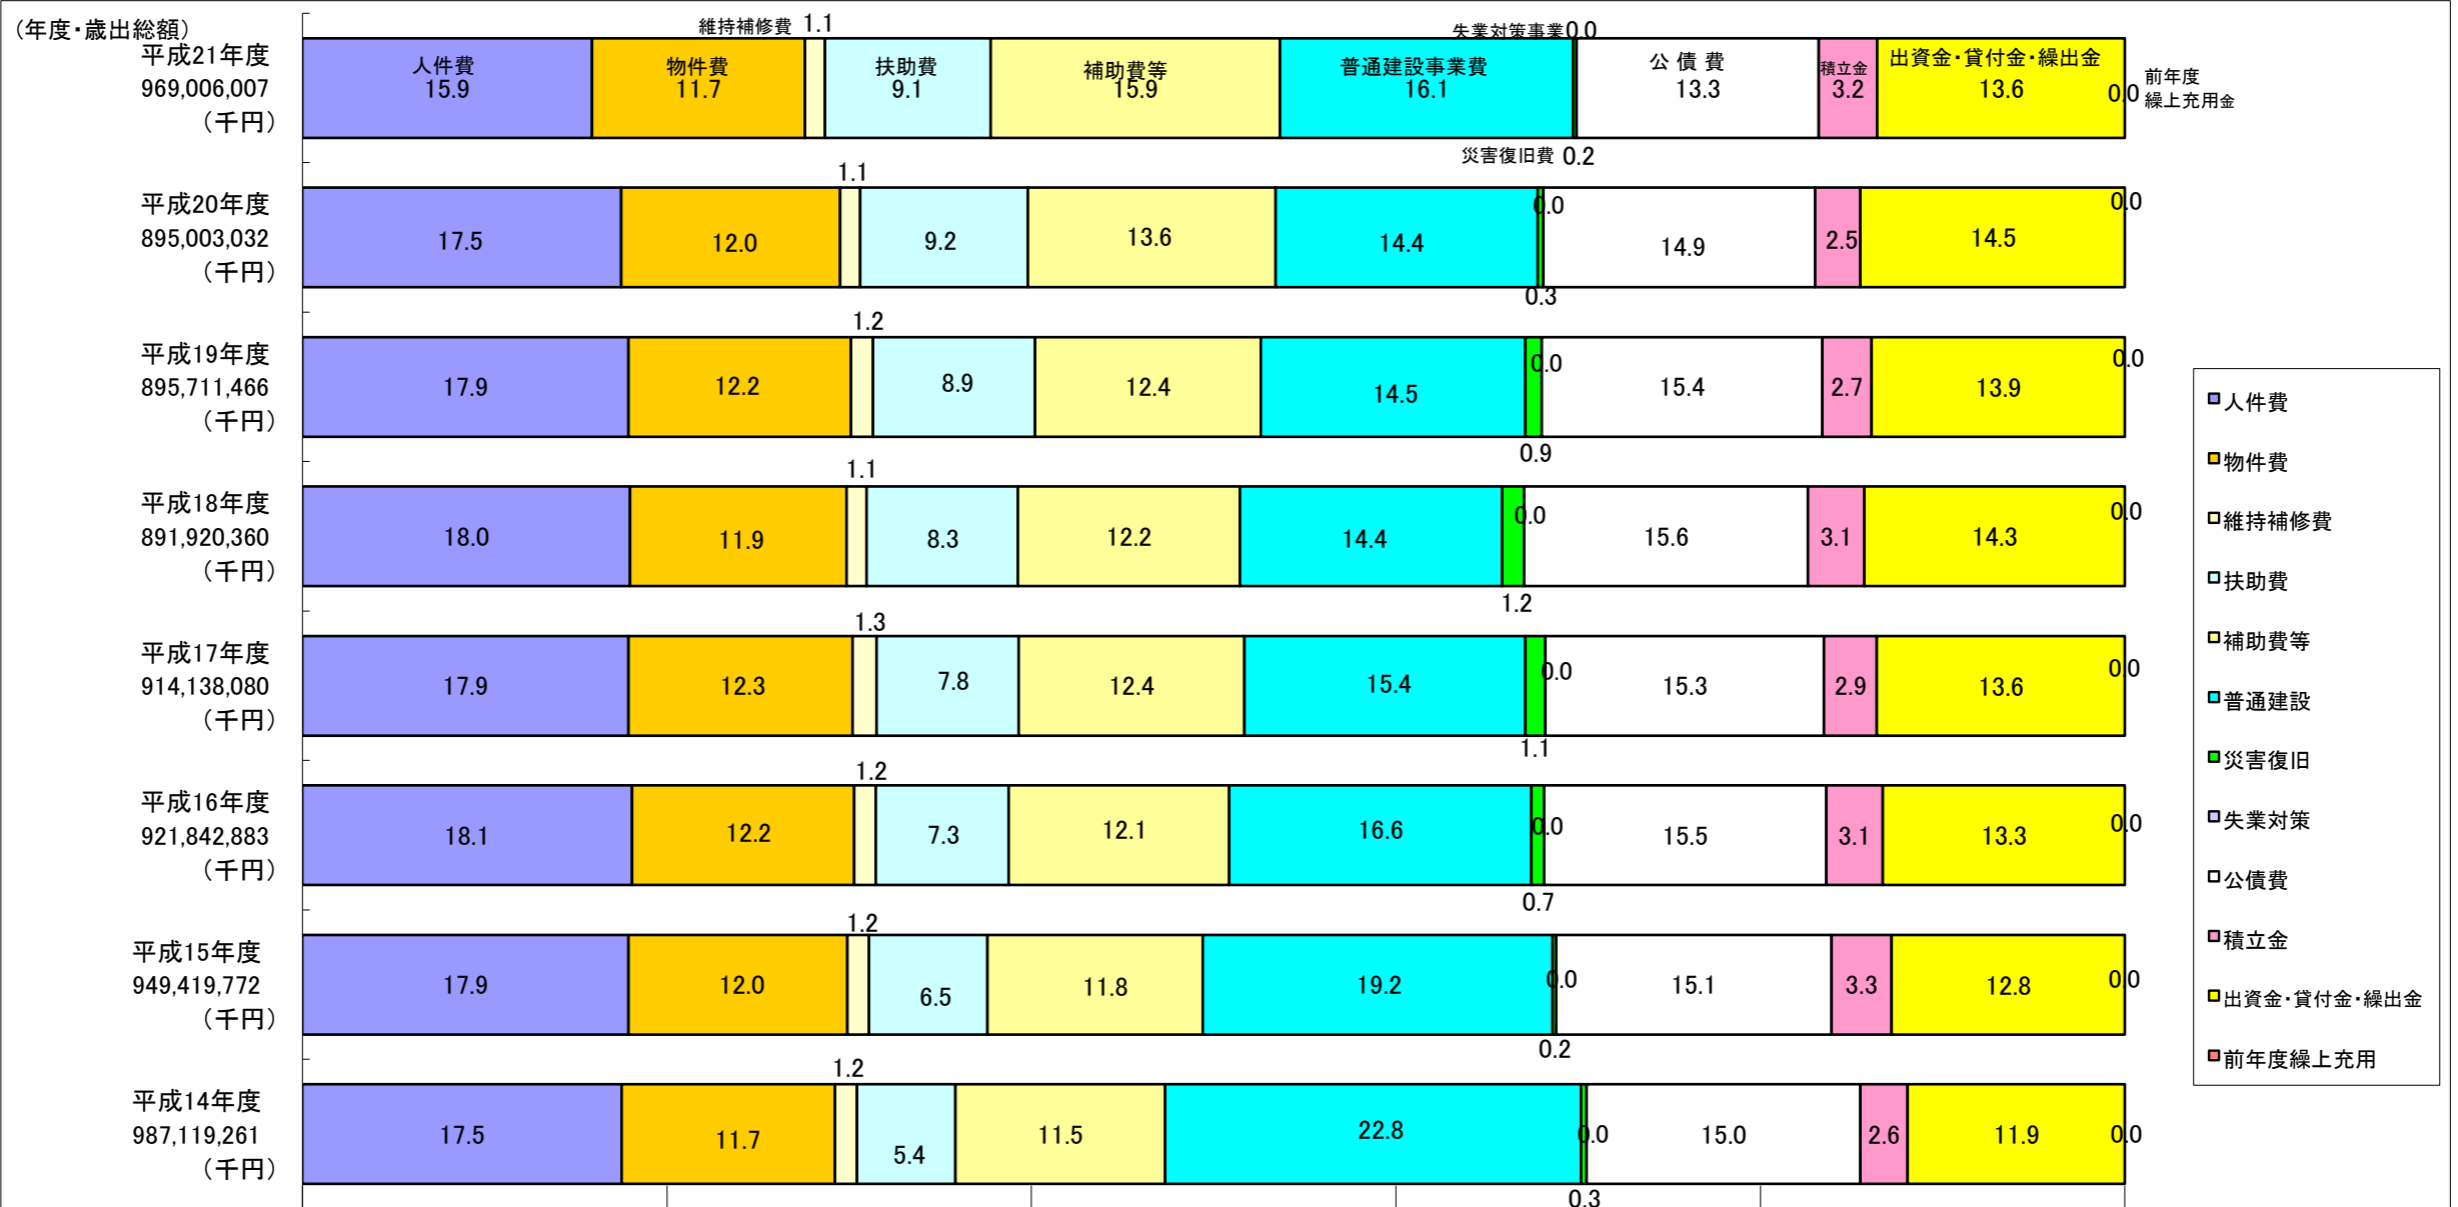 （年度・歳出総額）
維持補修費 1.1
失業対策事業 0.0
平成21年度
969,006,007
（千円）
人件費
15.9
物件費
11.7
扶助費
9.1
補助費等
15.9
普通建設事業費
16.1
公 債 費
13.3
積立金
3.2
出資金・貸付金・繰出金
13.6
0.0
前年度
繰上充用金
災害復旧費 0.2
1.1
平成20年度
895,003,032
（千円）
17.5
12.0
9.2
13.6
14.4
0.0
14.9
2.5
14.5
0.0
0.3
1.2
平成19年度
895,711,466
（千円）
17.9
12.2
8.9
12.4
14.5
0.0
15.4
2.7
13.9
0.0
0.9
1.1
平成18年度
891,920,360
（千円）
18.0
11.9
8.3
12.2
14.4
0.0
15.6
3.1
14.3
0.0
1.2
1.3
平成17年度
914,138,080
（千円）
17.9
12.3
7.8
12.4
15.4
0.0
15.3
2.9
13.6
0.0
1.1
1.2
平成16年度
921,842,883
（千円）
18.1
12.2
7.3
12.1
16.6
0.0
15.5
3.1
13.3
0.0
0.7
1.2
平成15年度
949,419,772
（千円）
17.9
12.0
6.5
11.8
19.2
0.0
15.1
3.3
12.8
0.0
0.2
1.2
平成14年度
987,119,261
（千円）
17.5
11.7
5.4
11.5
22.8
0.0
15.0
2.6
11.9
0.0
0.3
人件費
物件費
維持補修費
扶助費
補助費等
普通建設
災害復旧
失業対策
公債費
積立金
出資金・貸付金・繰出金
前年度繰上充用